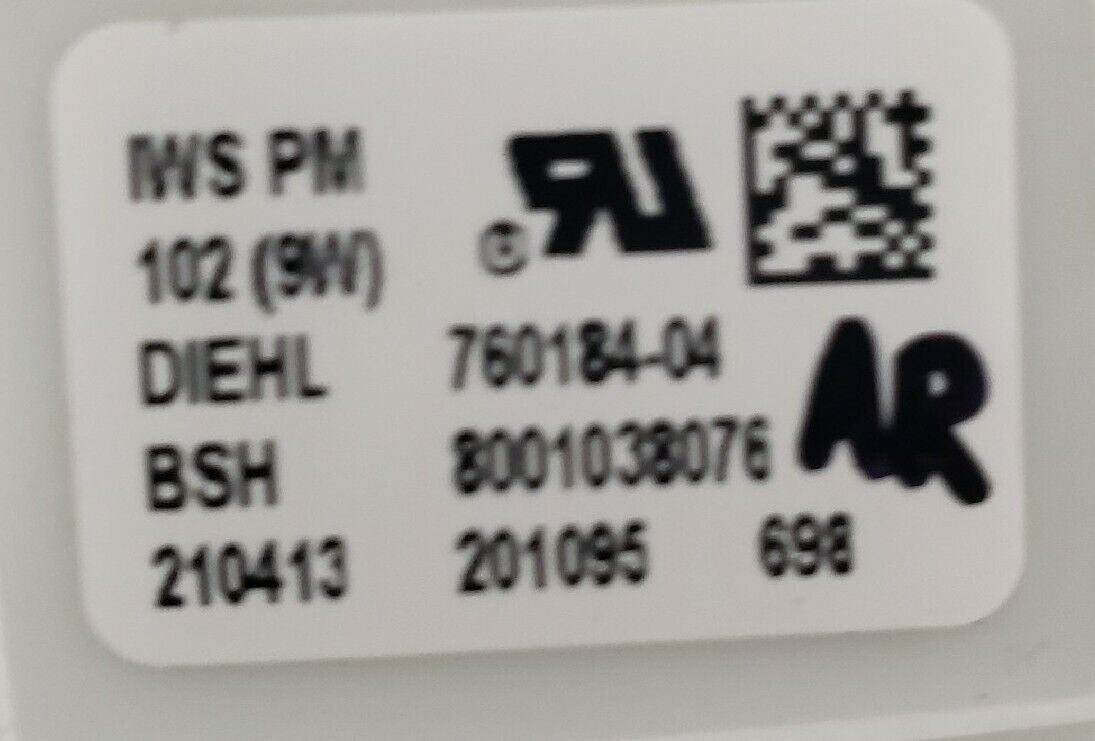 IWS PM
102 (9W)
DIEHL 760184-04
BSH 8001038076
210413 201095 698
AR